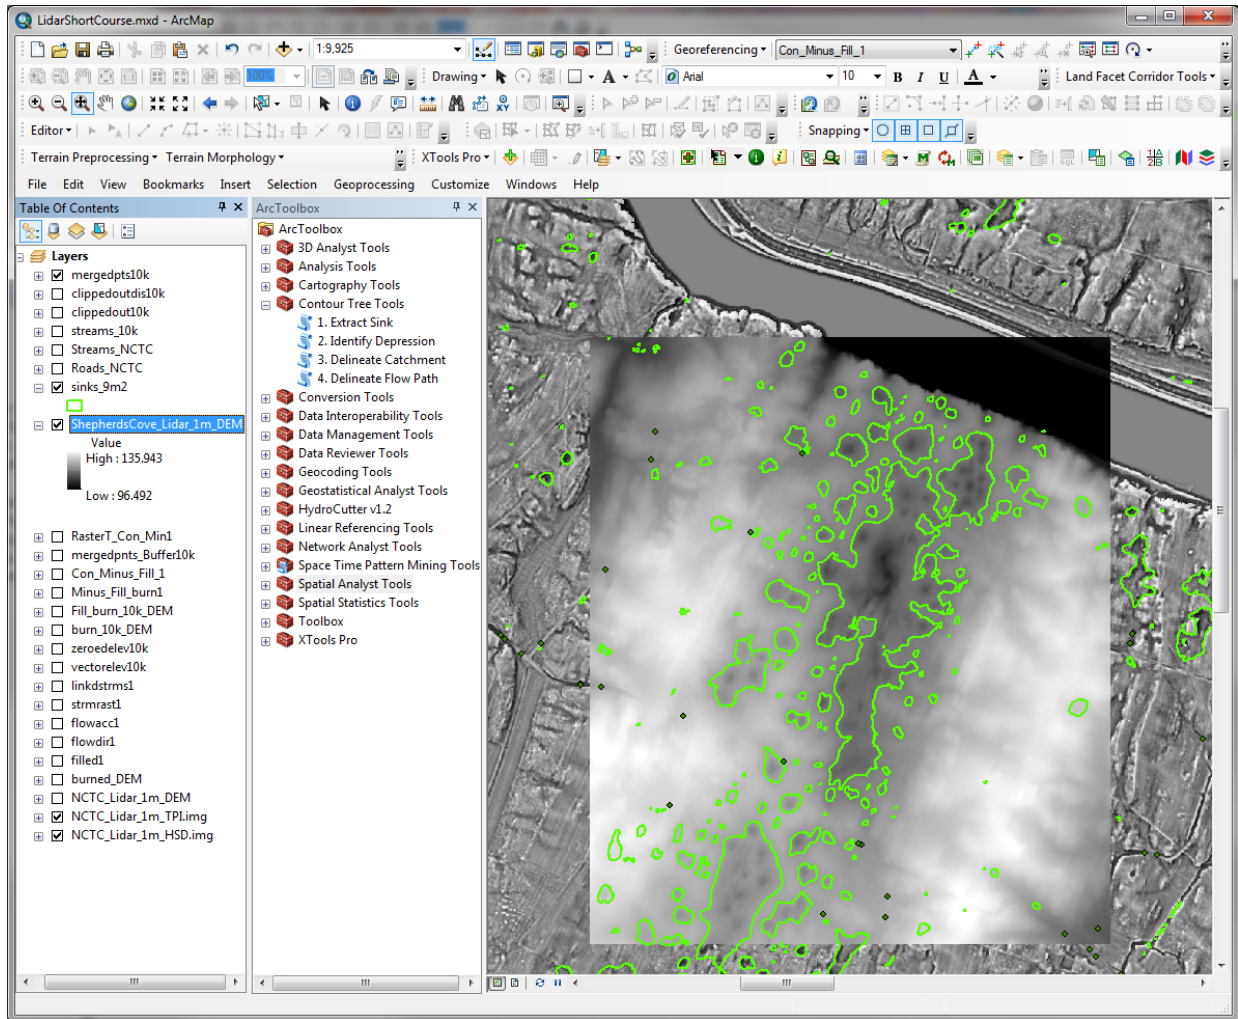 LidarShortCourse.mxd - ArcMap
1:9,925
Georeferencing
Con_Minus_Fill_1
100%
Drawing
A
Arial
10
B I U A
Land Facet Corridor Tools
Editor
Snapping
Terrain Preprocessing Terrain Morphology
XTools Pro
File Edit View Bookmarks Insert Selection Geoprocessing Customize Windows Help
Table Of Contents
Layers
mergedpts10k
clippedoutdis10k
clippedout10k
streams_10k
Streams_NCTC
Roads_NCTC
sinks_9m2
ShepherdsCove_Lidar_1m_DEM
Value
High : 135.943
Low : 96.492
RasterT_Con_Min1
mergedpnts_Buffer10k
Con_Minus_Fill_1
Minus_Fill_burn1
Fill_burn_10k_DEM
burn_10k_DEM
zeroedelev10k
vectorelev10k
linkdstrms1
strmrast1
flowacc1
flowdir1
filled1
burned_DEM
NCTC_Lidar_1m_DEM
NCTC_Lidar_1m_TPI.img
NCTC_Lidar_1m_HSD.img
ArcToolbox
ArcToolbox
3D Analyst Tools
Analysis Tools
Cartography Tools
Contour Tree Tools
1. Extract Sink
2. Identify Depression
3. Delineate Catchment
4. Delineate Flow Path
Conversion Tools
Data Interoperability Tools
Data Management Tools
Data Reviewer Tools
Geocoding Tools
Geostatistical Analyst Tools
HydroCutter v1.2
Linear Referencing Tools
Network Analyst Tools
Space Time Pattern Mining Tools
Spatial Analyst Tools
Spatial Statistics Tools
Toolbox
XTools Pro